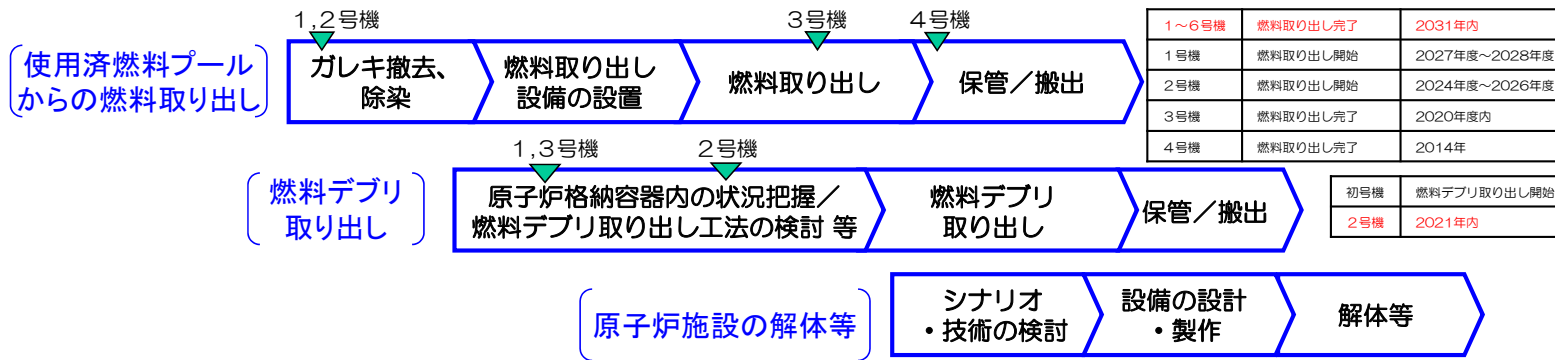 1,2号機
3号機
4号機
使用済燃料プール
からの燃料取り出し
ガレキ撤去、
除染
燃料取り出し
設備の設置
燃料取り出し
保管/搬出
1~6号機 燃料取り出し完了 2031年内
1号機 燃料取り出し開始 2027年度~2028年度
2号機 燃料取り出し開始 2024年度~2026年度
3号機 燃料取り出し完了 2020年度内
4号機 燃料取り出し完了 2014年
1,3号機
2号機
燃料デブリ
取り出し
原子炉格納容器内の状況把握/
燃料デブリ取り出し工法の検討 等
燃料デブリ
取り出し
保管/搬出
初号機 燃料デブリ取り出し開始
2号機 2021年内
原子炉施設の解体等
シナリオ
・技術の検討
設備の設計
・製作
解体等